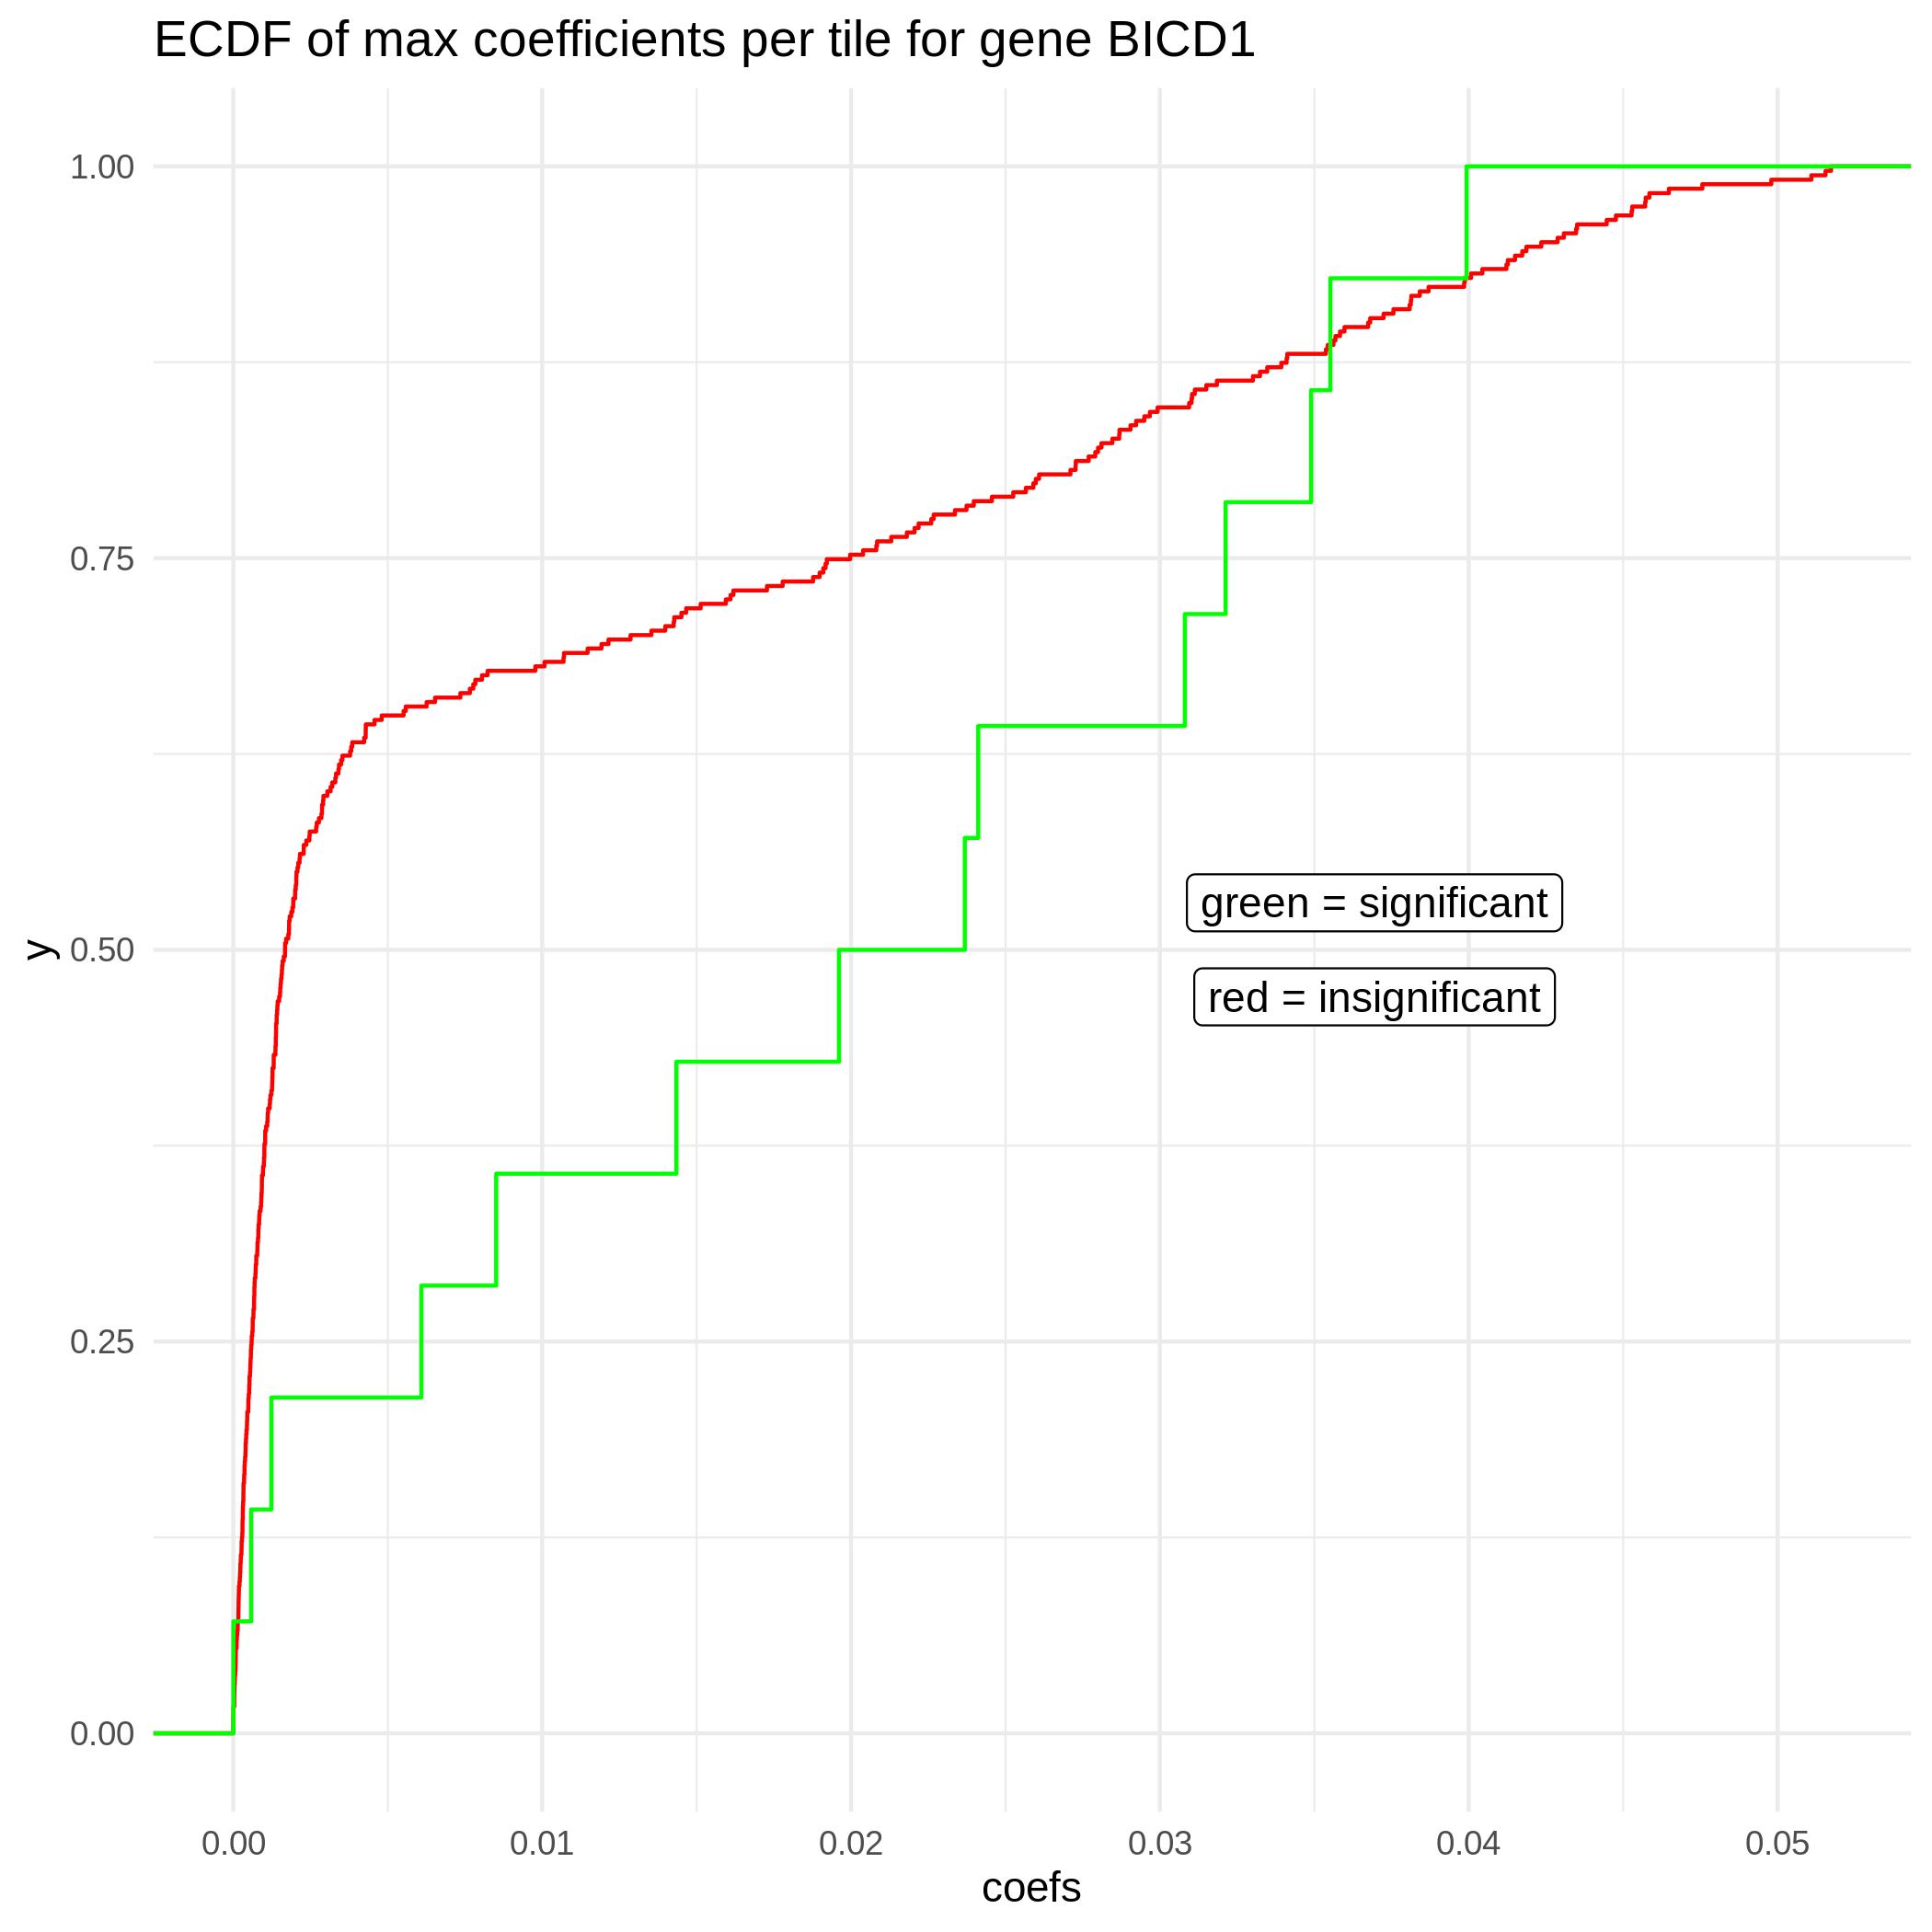 ECDF of max coefficients per tile for gene BICD1
1.00
0.75
0.50
0.25
0.00
y
green = significant
red = insignificant
0.00 0.01 0.02 0.03 0.04 0.05
coefs